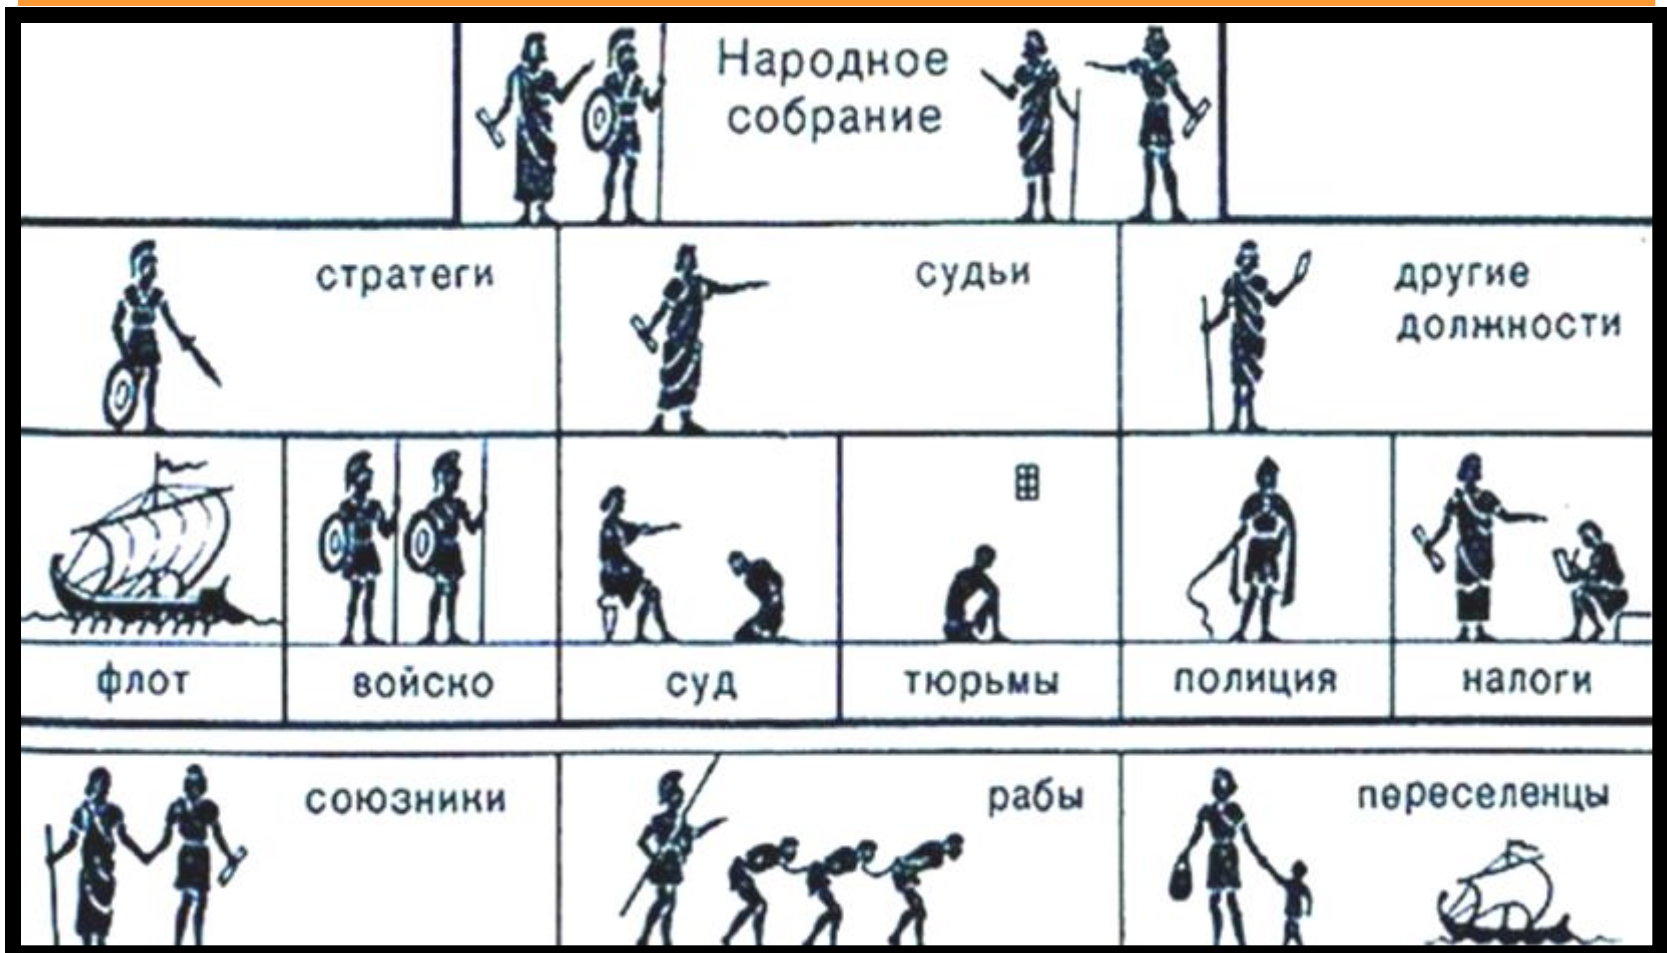 Народное
собрание
стратеги
судьи
другие
должности
флот
войско
суд
тюрьмы
полиция
налоги
союзники
рабы
переселенцы